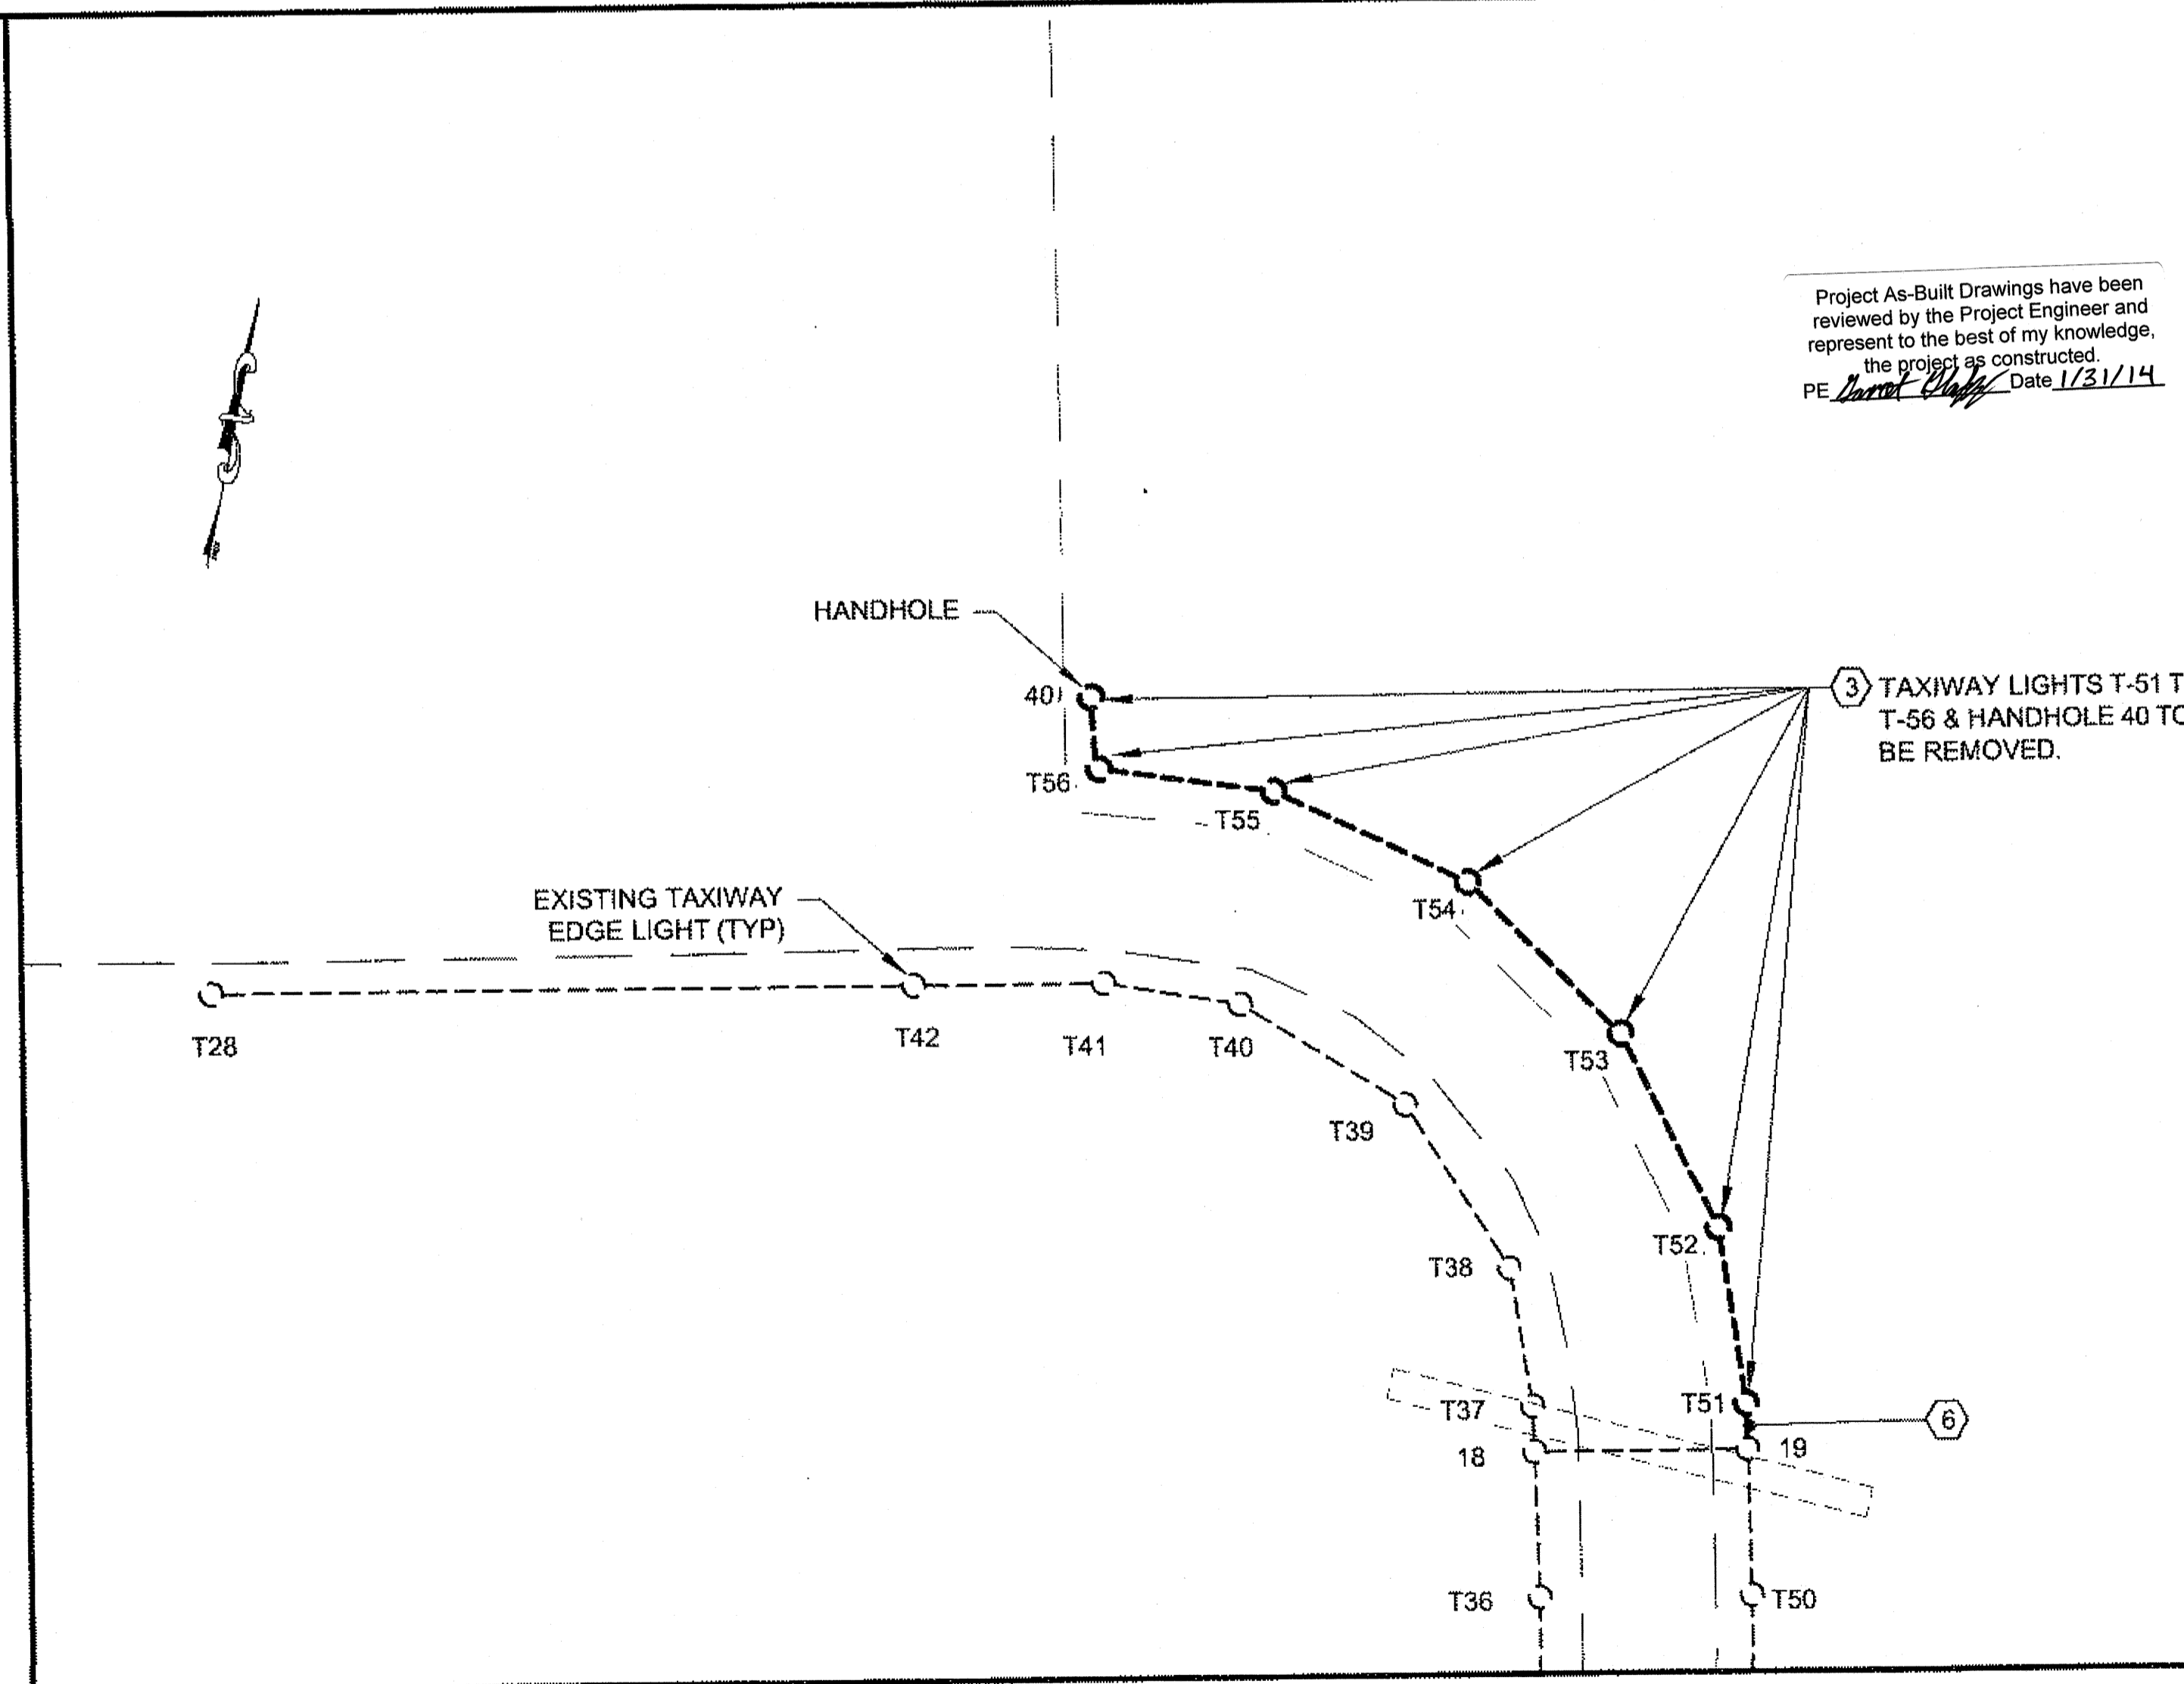 Project As-Built Drawings have been
reviewed by the Project Engineer and
represent to the best of my knowledge,
the project as constructed.
PE Date 1/31/14
HANDHOLE
40
3 TAXIWAY LIGHTS T-51 T
T-56 & HANDHOLE 40 TO
BE REMOVED.
T56
T55
EXISTING TAXIWAY
EDGE LIGHT (TYP)
T54
T28
T42
T41
T40
T53
T39
T52
T38
T37
T51
6
18
19
T36
T50